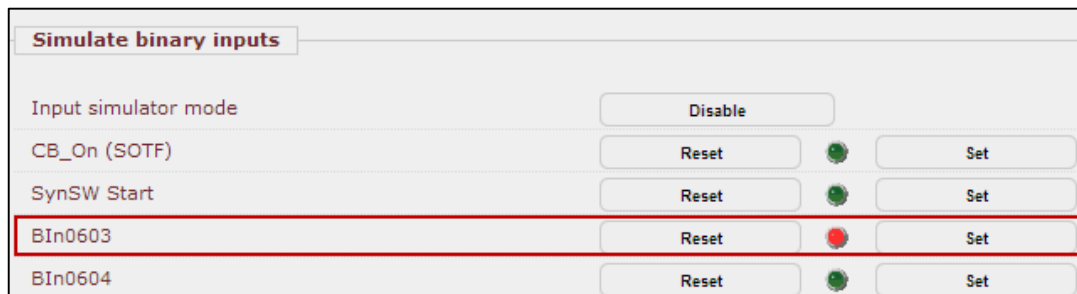 Simulate binary inputs
Input simulator mode Disable
CB_On (SOTF) Reset Set
SynSW Start Reset Set
BIn0603 Reset Set
BIn0604 Reset Set